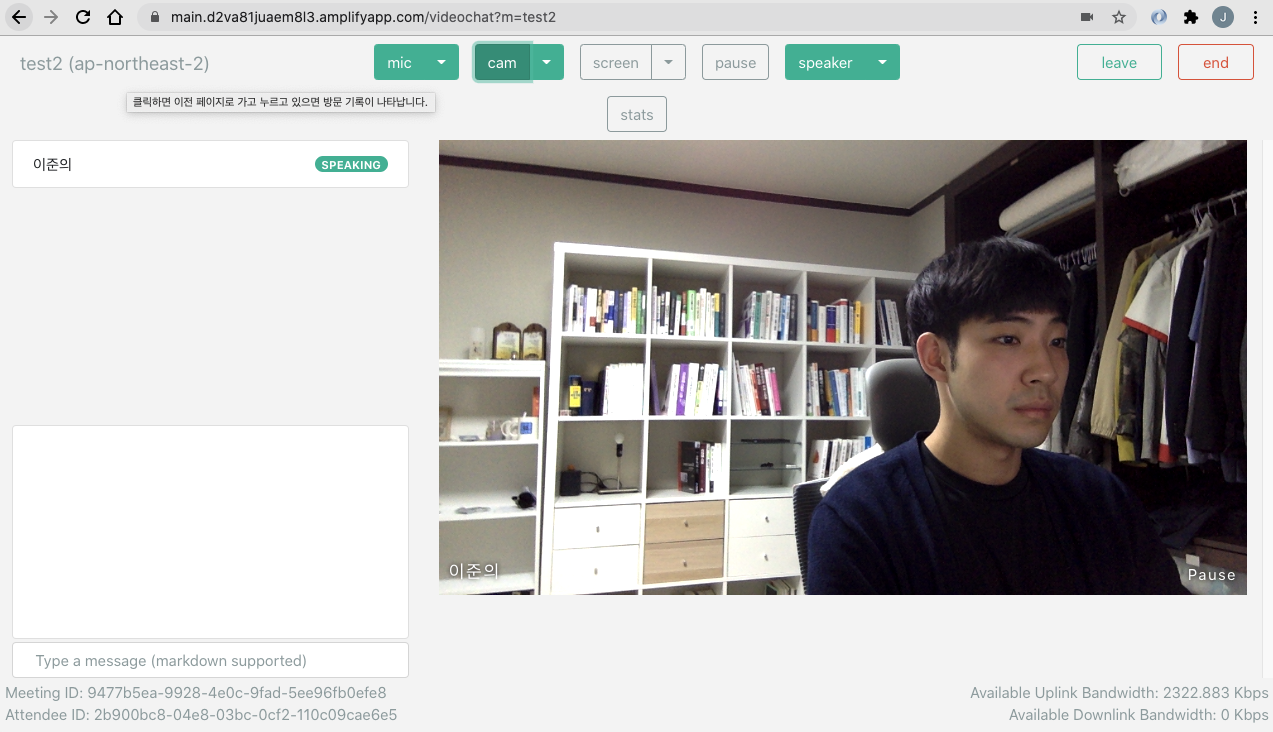 main.d2va81juaem8l3.amplifyapp.com/videochat?m=test2
J
test2 (ap-northeast-2)
mic
cam
screen
pause
speaker
leave
end
클릭하면 이전 페이지로 가고 누르고 있으면 방문 기록이 나타납니다.
stats
이준의
SPEAKING
이준의
Pause
Type a message (markdown supported)
Meeting ID: 9477b5ea-9928-4e0c-9fad-5ee96fb0efe8
Available Uplink Bandwidth: 2322.883 Kbps
Attendee ID: 2b900bc8-04e8-03bc-0cf2-110c09cae6e5
Available Downlink Bandwidth: 0 Kbps